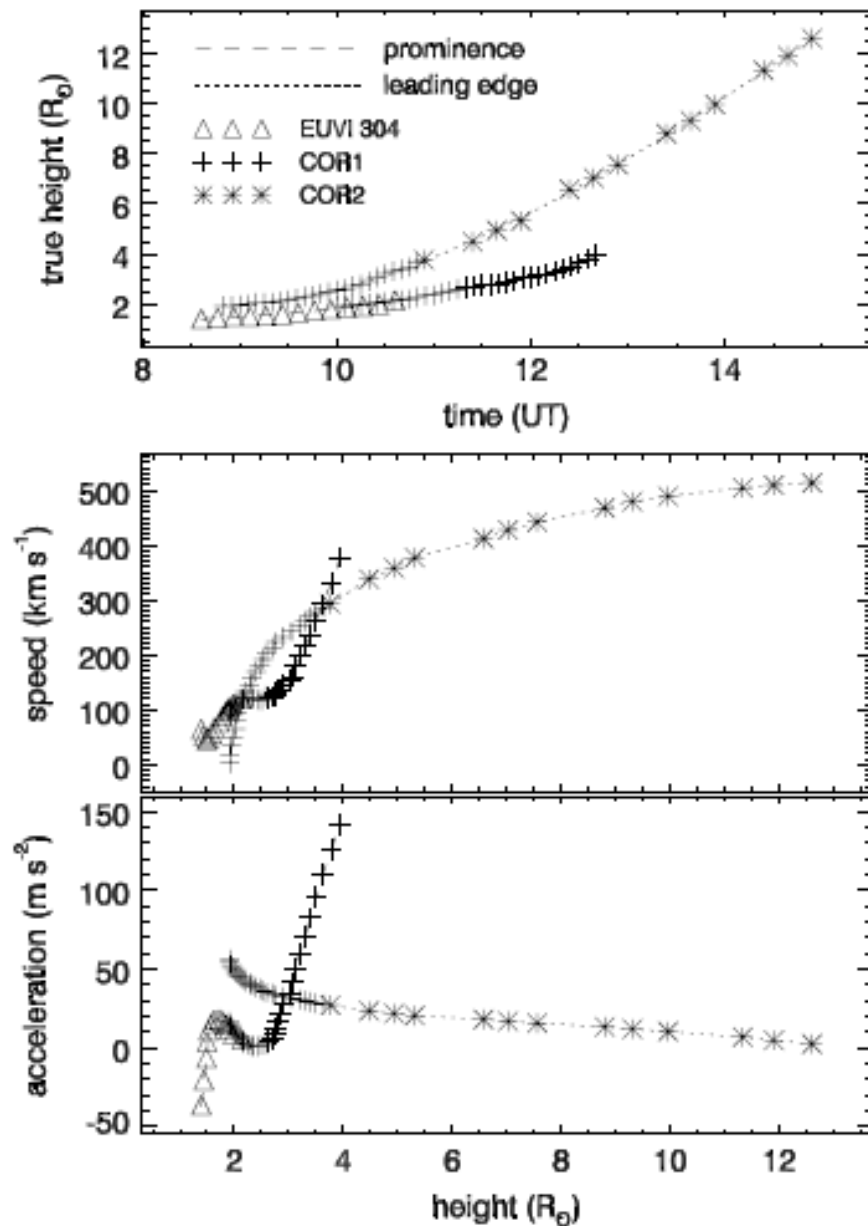 12
10
8
6
4
2
true height (R☉)
prominence
leading edge
EUVI 304
COR1
COR2
8 10 12 14
time (UT)
500
400
300
200
100
0
speed (km s⁻¹)
150
100
50
0
-50
acceleration (m s⁻²)
2 4 6 8 10 12
height (R☉)